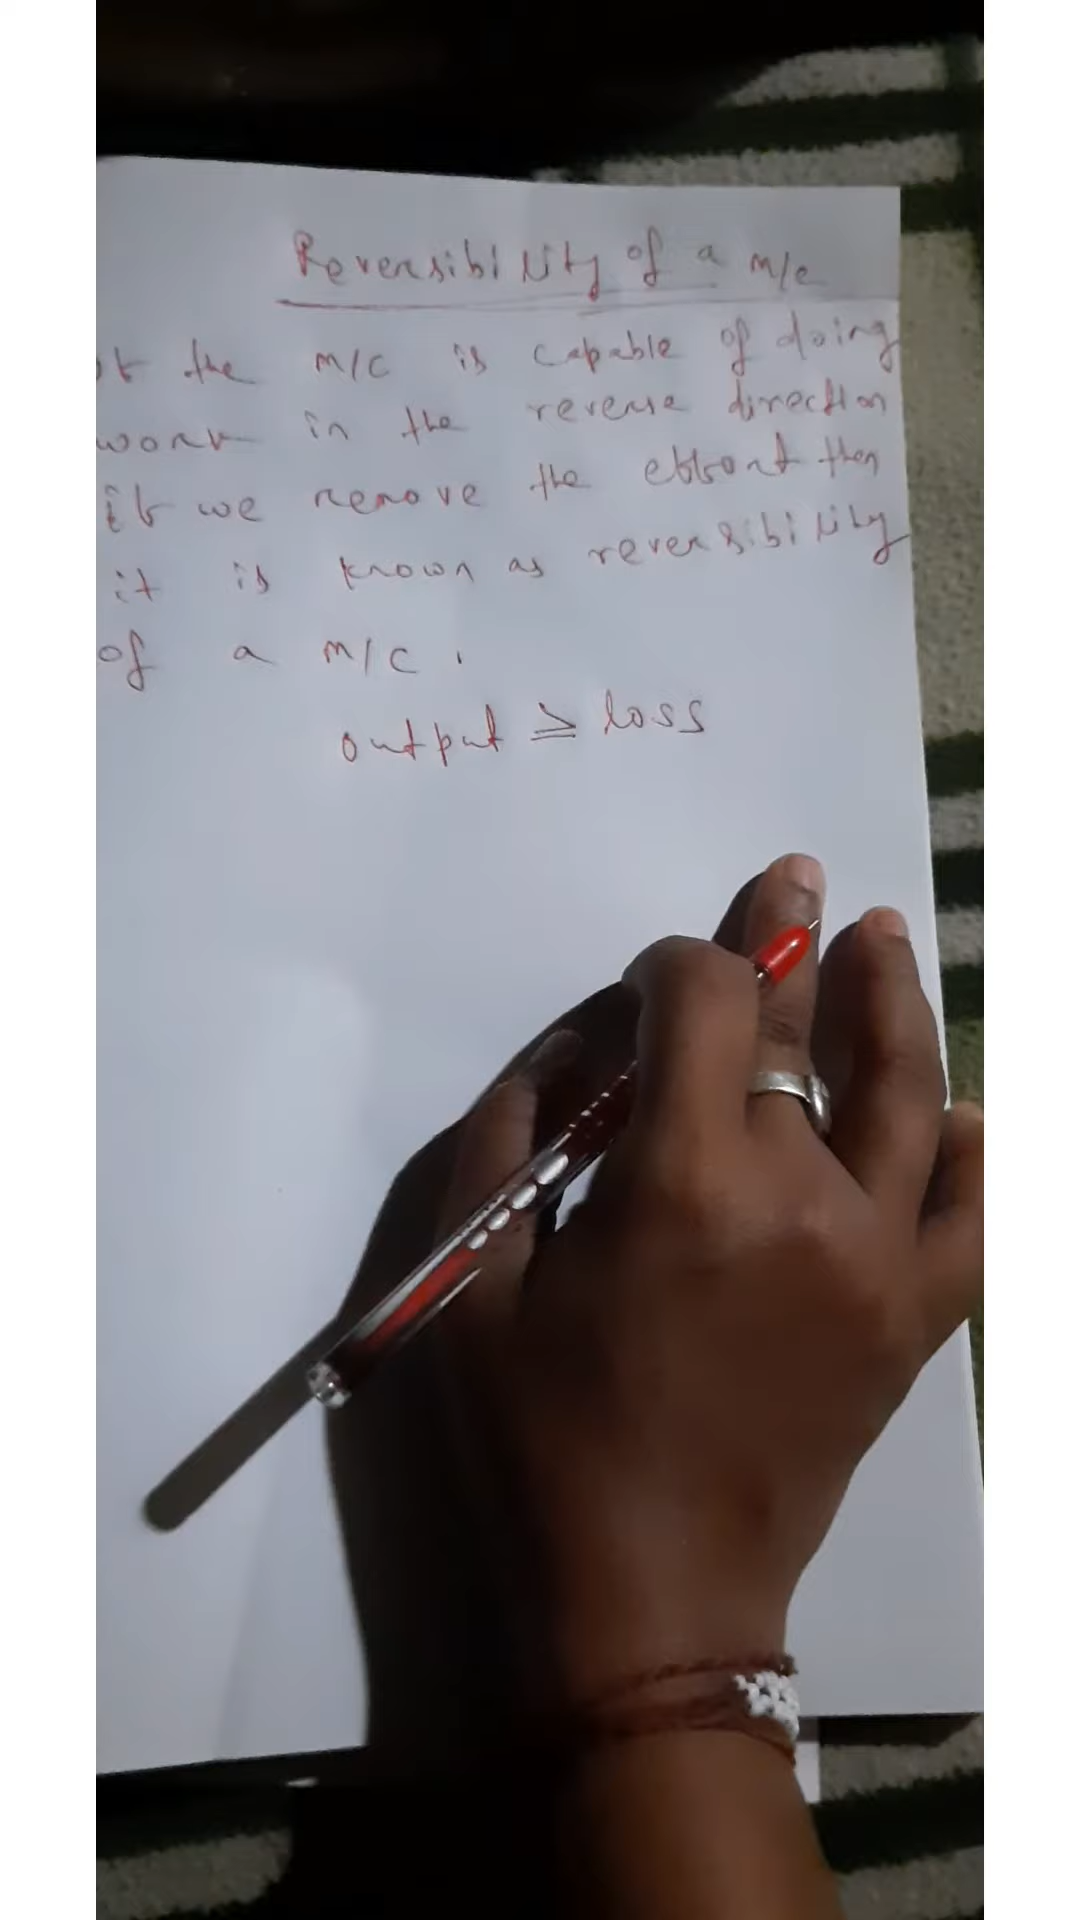 Reversibility of a m/c
If the m/c is capable of doing
work in the reverse direction
if we remove the effort then
it is known as reversibility
of a m/c.
output ≥ loss